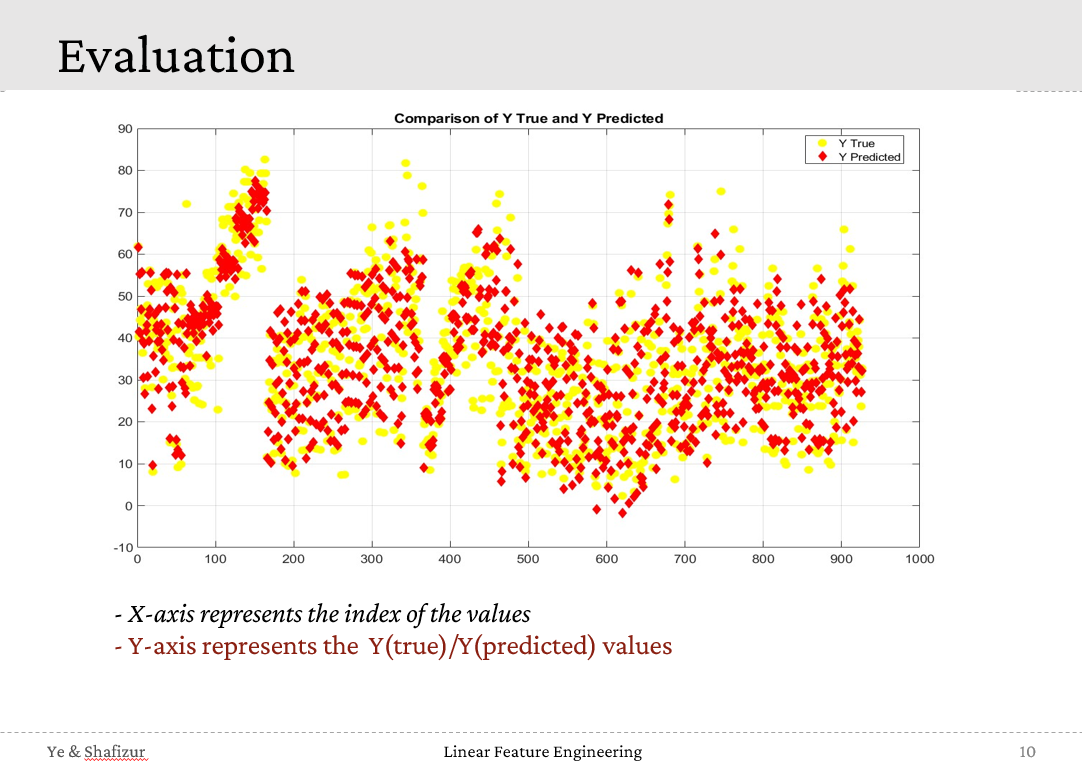 Evaluation
Comparison of Y True and Y Predicted
Y True
Y Predicted
90
80
70
60
50
40
30
20
10
0
-10
0 100 200 300 400 500 600 700 800 900 1000
- X-axis represents the index of the values
- Y-axis represents the Y(true)/Y(predicted) values
Ye & Shafizur Linear Feature Engineering 10